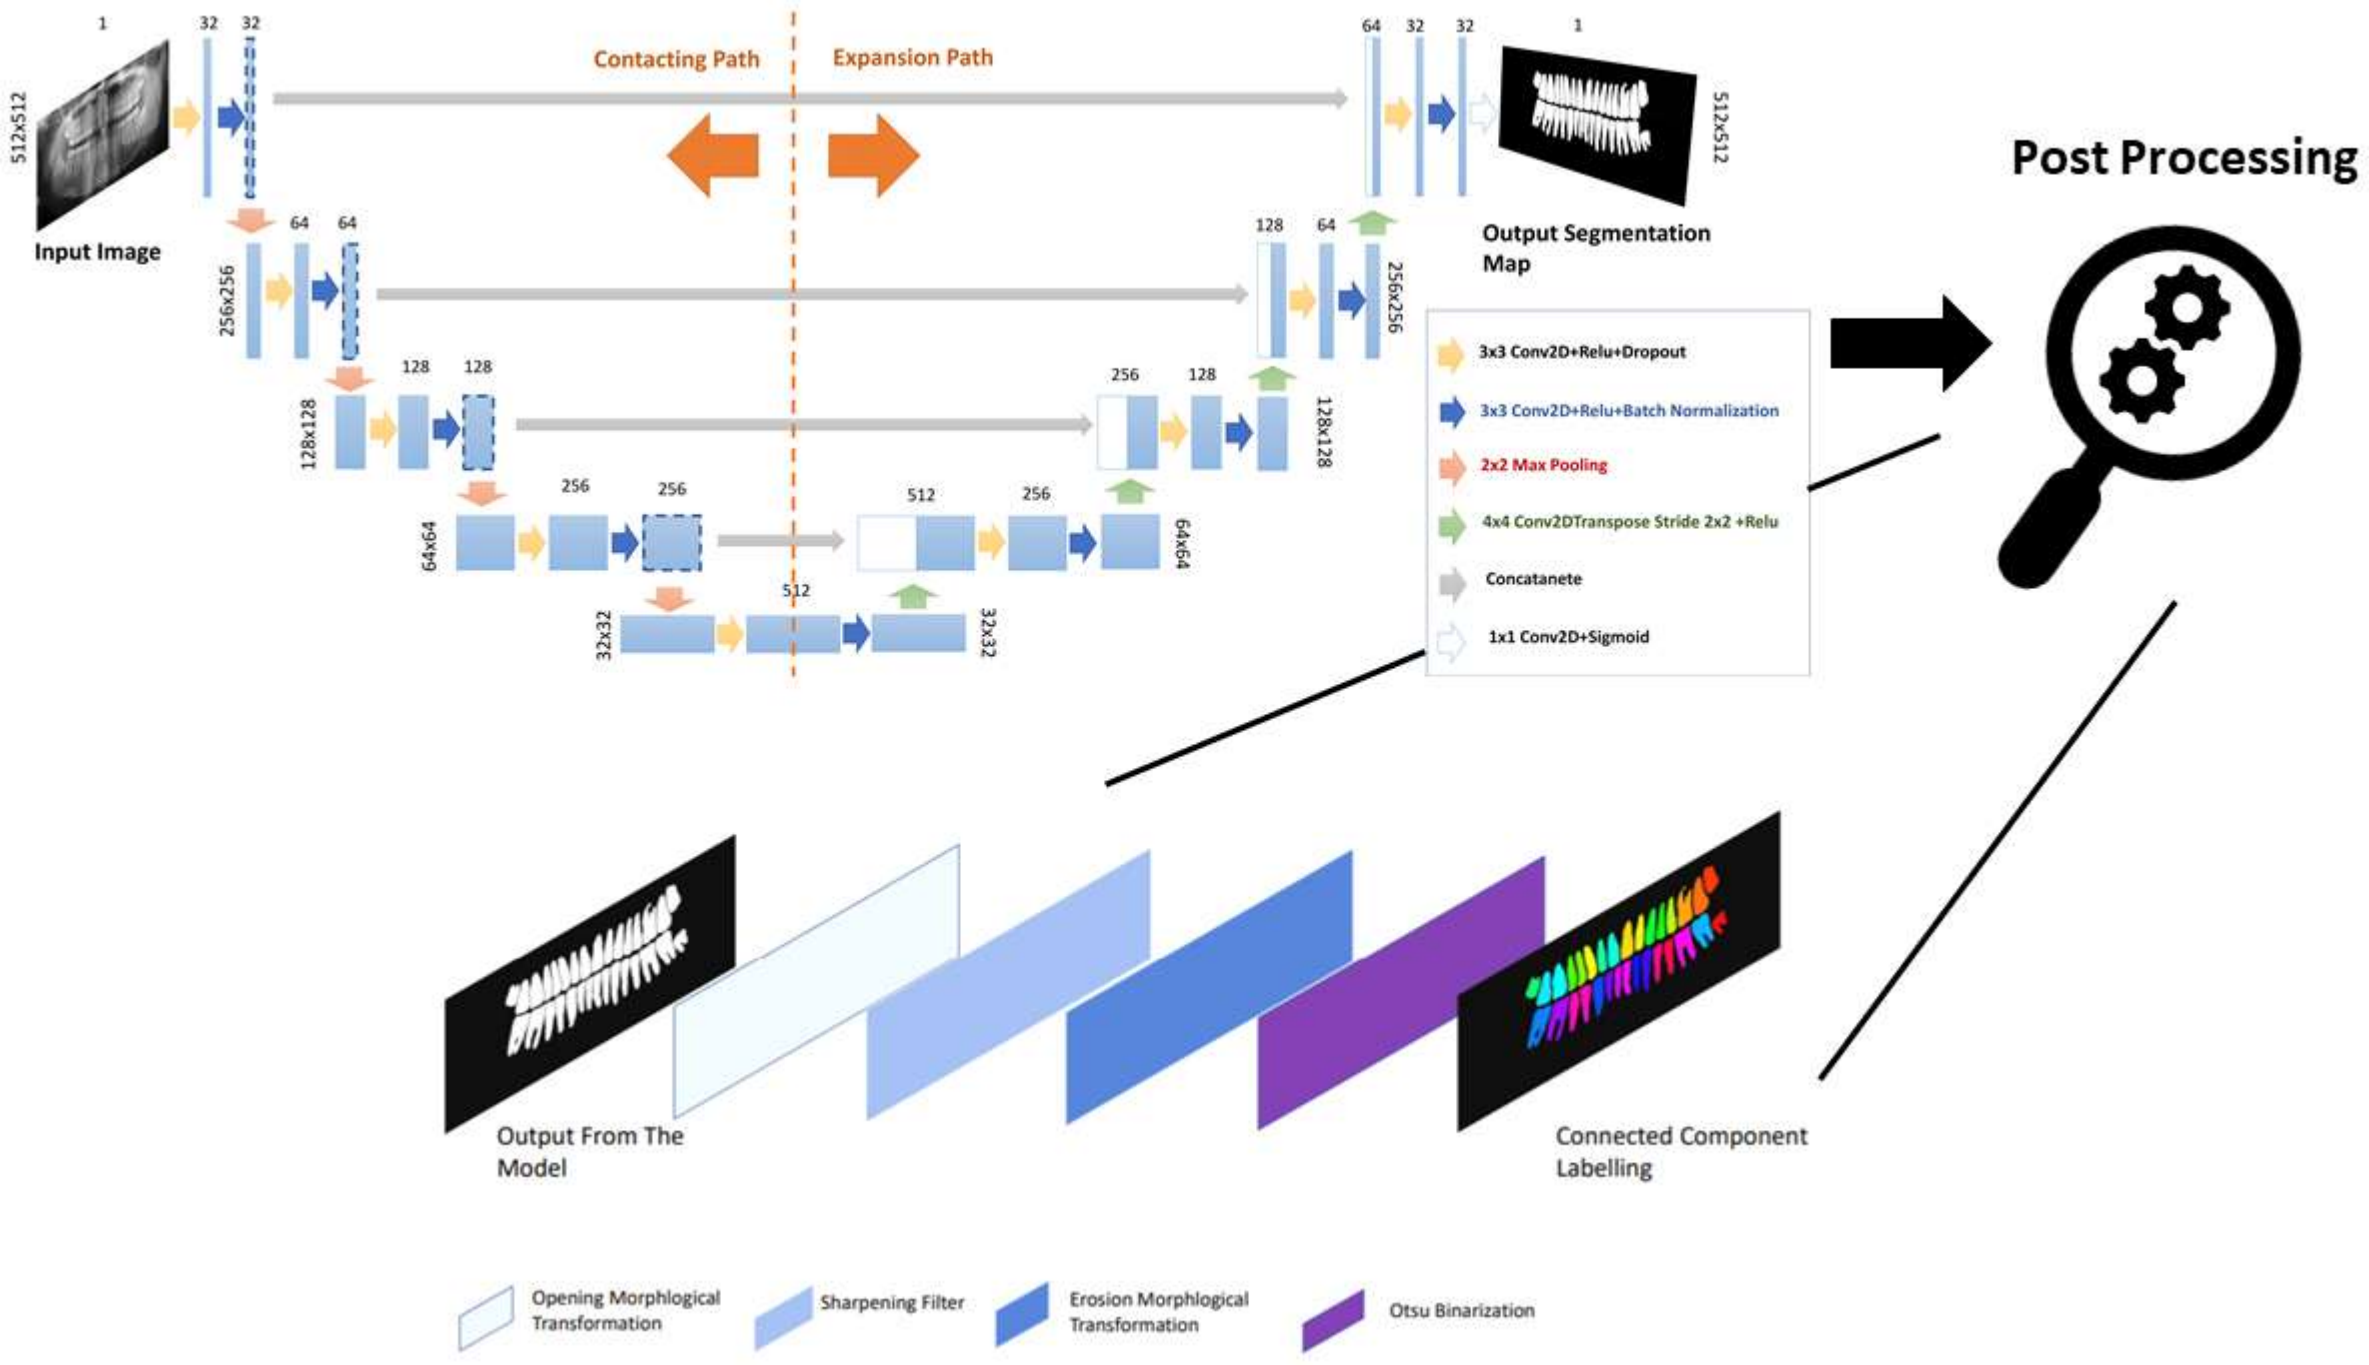 1
32
32
Contacting Path
Expansion Path
64
32
32
1
512x512
512x512
Post Processing
Input Image
64
64
128
64
Output Segmentation
Map
256x256
256x256
3x3 Conv2D+Relu+Dropout
128
128
256
128
128x128
128x128
3x3 Conv2D+Relu+Batch Normalization
2x2 Max Pooling
256
256
512
256
64x64
64x64
4x4 Conv2DTranspose Stride 2x2 +Relu
Concatanete
512
32x32
32x32
1x1 Conv2D+Sigmoid
Output From The
Model
Connected Component
Labelling
Opening Morphlogical
Transformation
Sharpening Filter
Erosion Morphlogical
Transformation
Otsu Binarization